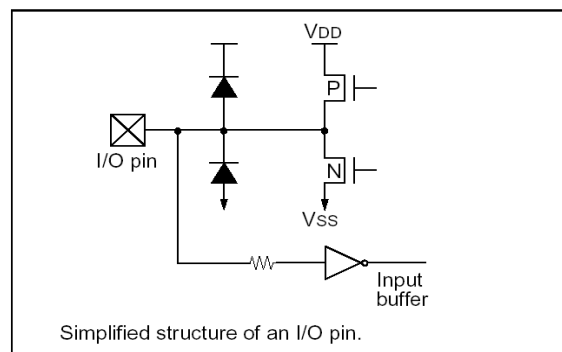 VDD
P
I/O pin
N
VSS
Input
buffer
Simplified structure of an I/O pin.